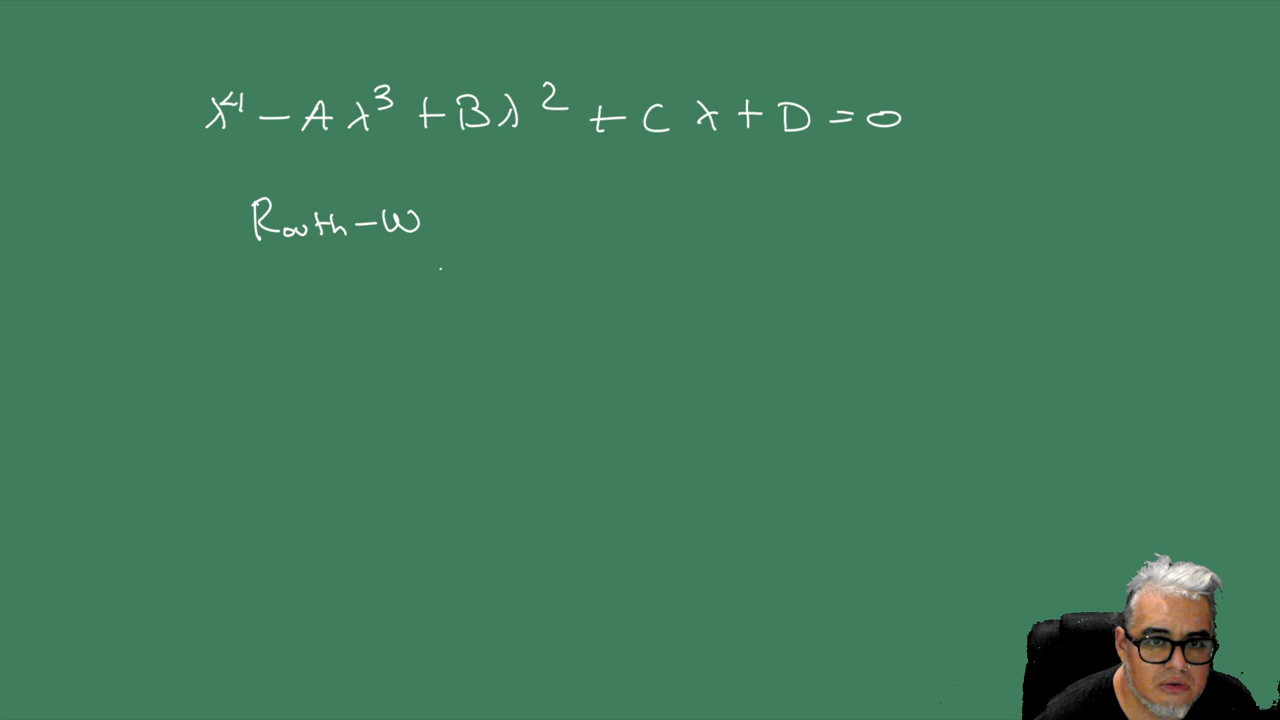 λ⁴ − Aλ³ + Bλ² + Cλ + D = 0
Routh-W